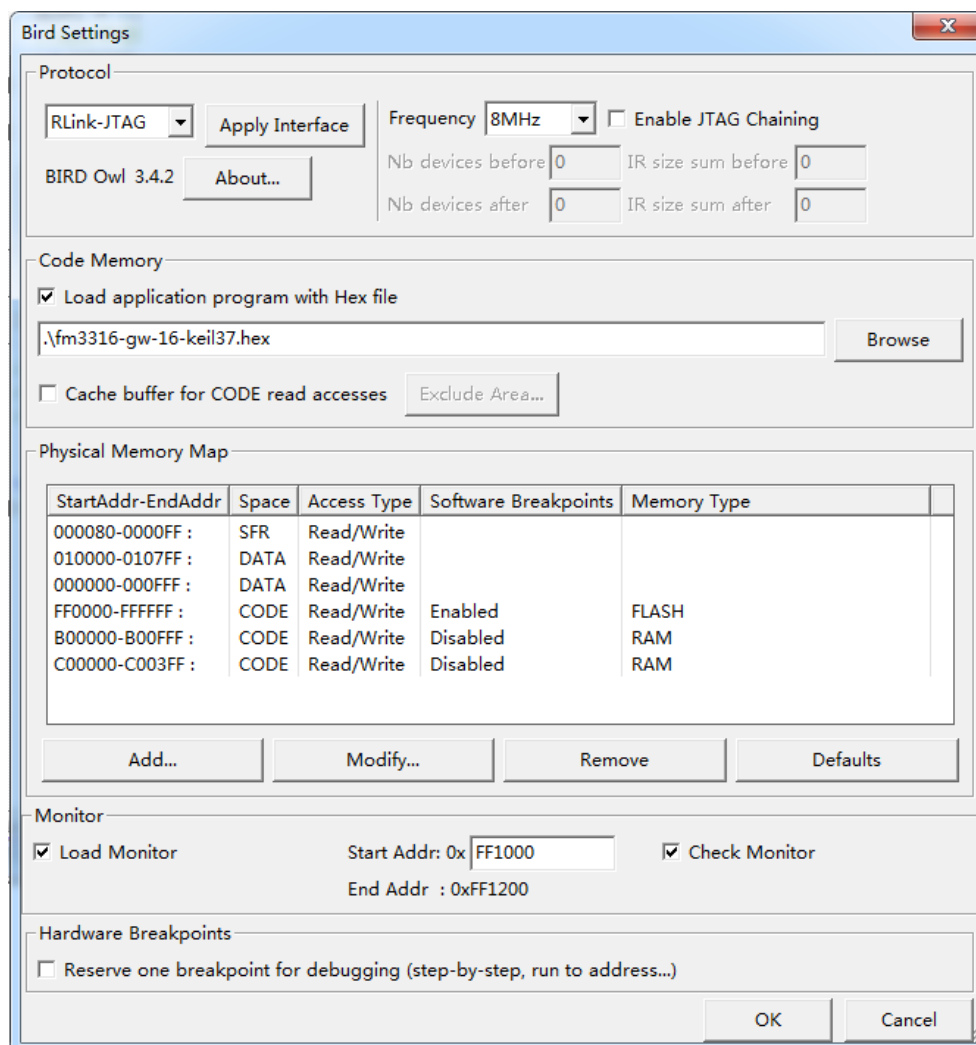 Bird Settings
Protocol
RLink-JTAG
Apply Interface
Frequency 8MHz Enable JTAG Chaining
BIRD Owl 3.4.2 About...
Nb devices before 0 IR size sum before 0
Nb devices after 0 IR size sum after 0
Code Memory
Load application program with Hex file
.\fm3316-gw-16-keil37.hex Browse
Cache buffer for CODE read accesses Exclude Area...
Physical Memory Map
StartAddr-EndAddr Space Access Type Software Breakpoints Memory Type
000080-0000FF : SFR Read/Write
010000-0107FF : DATA Read/Write
000000-000FFF : DATA Read/Write
FF0000-FFFFFF : CODE Read/Write Enabled FLASH
B00000-B00FFF : CODE Read/Write Disabled RAM
C00000-C003FF : CODE Read/Write Disabled RAM
Add... Modify... Remove Defaults
Monitor
Load Monitor Start Addr: 0x FF1000 Check Monitor
End Addr : 0xFF1200
Hardware Breakpoints
Reserve one breakpoint for debugging (step-by-step, run to address...)
OK Cancel